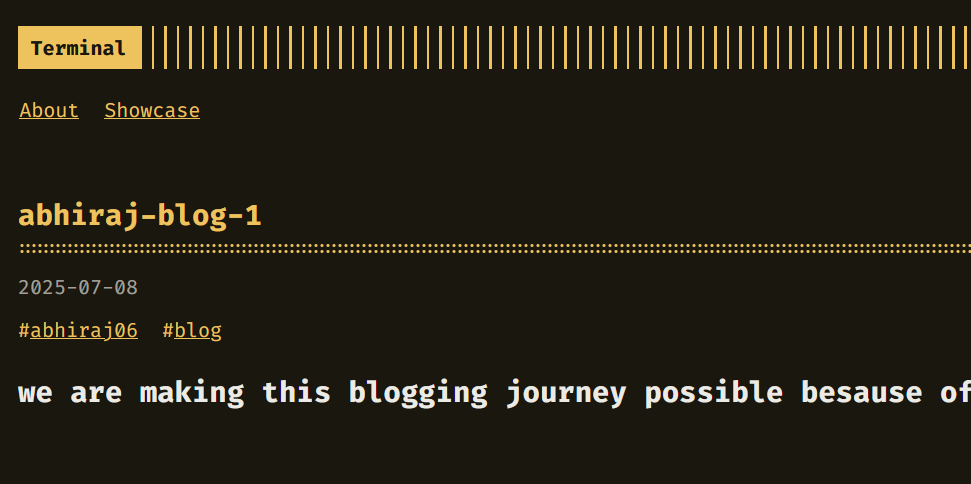 Terminal
About Showcase
abhiraj-blog-1
2025-07-08
#abhiraj06 #blog
we are making this blogging journey possible besause of